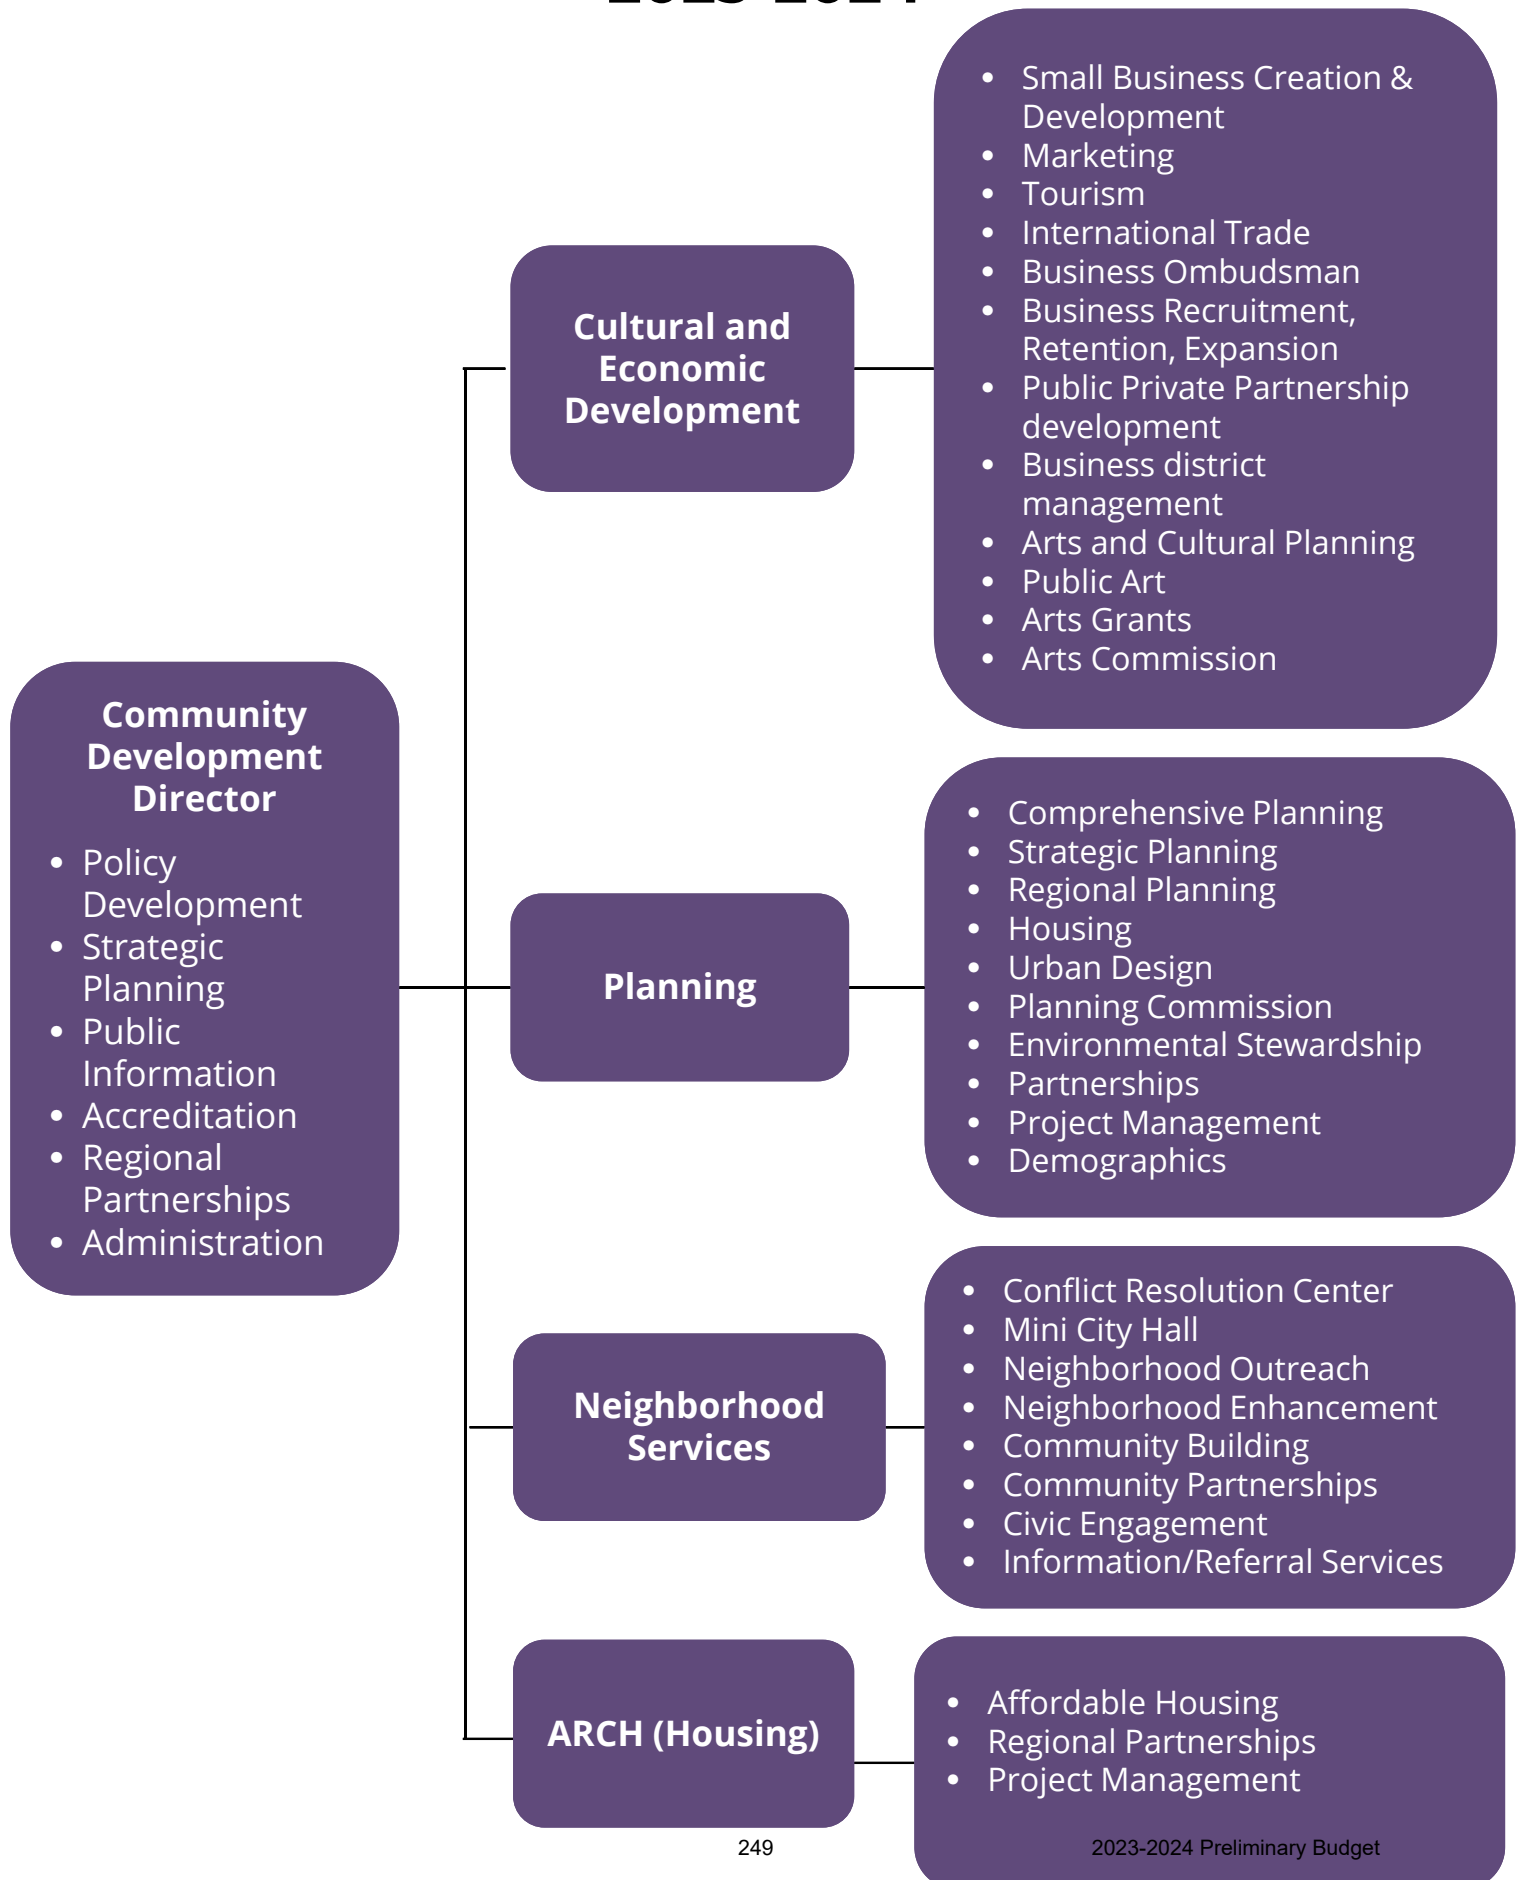 2023-2024
Community
Development
Director
• Policy
Development
• Strategic
Planning
• Public
Information
• Accreditation
• Regional
Partnerships
• Administration
Cultural and
Economic
Development
• Small Business Creation &
Development
• Marketing
• Tourism
• International Trade
• Business Ombudsman
• Business Recruitment,
Retention, Expansion
• Public Private Partnership
development
• Business district
management
• Arts and Cultural Planning
• Public Art
• Arts Grants
• Arts Commission
Planning
• Comprehensive Planning
• Strategic Planning
• Regional Planning
• Housing
• Urban Design
• Planning Commission
• Environmental Stewardship
• Partnerships
• Project Management
• Demographics
Neighborhood
Services
• Conflict Resolution Center
• Mini City Hall
• Neighborhood Outreach
• Neighborhood Enhancement
• Community Building
• Community Partnerships
• Civic Engagement
• Information/Referral Services
ARCH (Housing)
• Affordable Housing
• Regional Partnerships
• Project Management
249
2023-2024 Preliminary Budget